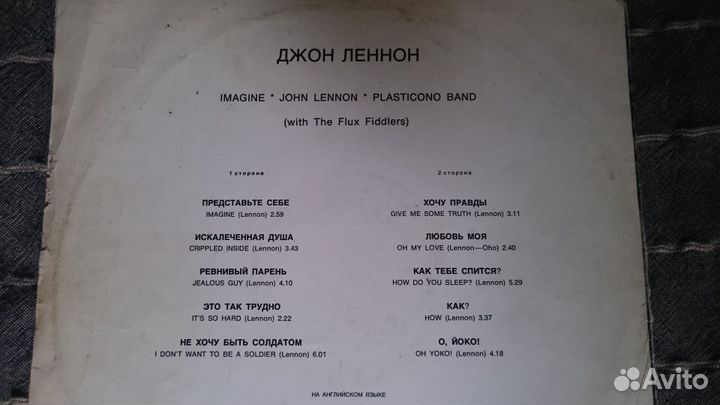 ДЖОН ЛЕННОН
IMAGINE * JOHN LENNON * PLASTICONO BAND
(with The Flux Fiddlers)
1 сторона
ПРЕДСТАВЬТЕ СЕБЕ
IMAGINE (Lennon) 2.59
ИСКАЛЕЧЕННАЯ ДУША
CRIPPLED INSIDE (Lennon) 3.43
РЕВНИВЫЙ ПАРЕНЬ
JEALOUS GUY (Lennon) 4.10
ЭТО ТАК ТРУДНО
IT'S SO HARD (Lennon) 2.22
НЕ ХОЧУ БЫТЬ СОЛДАТОМ
I DON'T WANT TO BE A SOLDIER (Lennon) 6.01
2 сторона
ХОЧУ ПРАВДЫ
GIVE ME SOME TRUTH (Lennon) 3.11
ЛЮБОВЬ МОЯ
OH MY LOVE (Lennon—Oho) 2.40
КАК ТЕБЕ СПИТСЯ?
HOW DO YOU SLEEP? (Lennon) 5.29
КАК?
HOW (Lennon) 3.37
О, ЙОКО!
OH YOKO! (Lennon) 4.18
НА АНГЛИЙСКОМ ЯЗЫКЕ
Avito